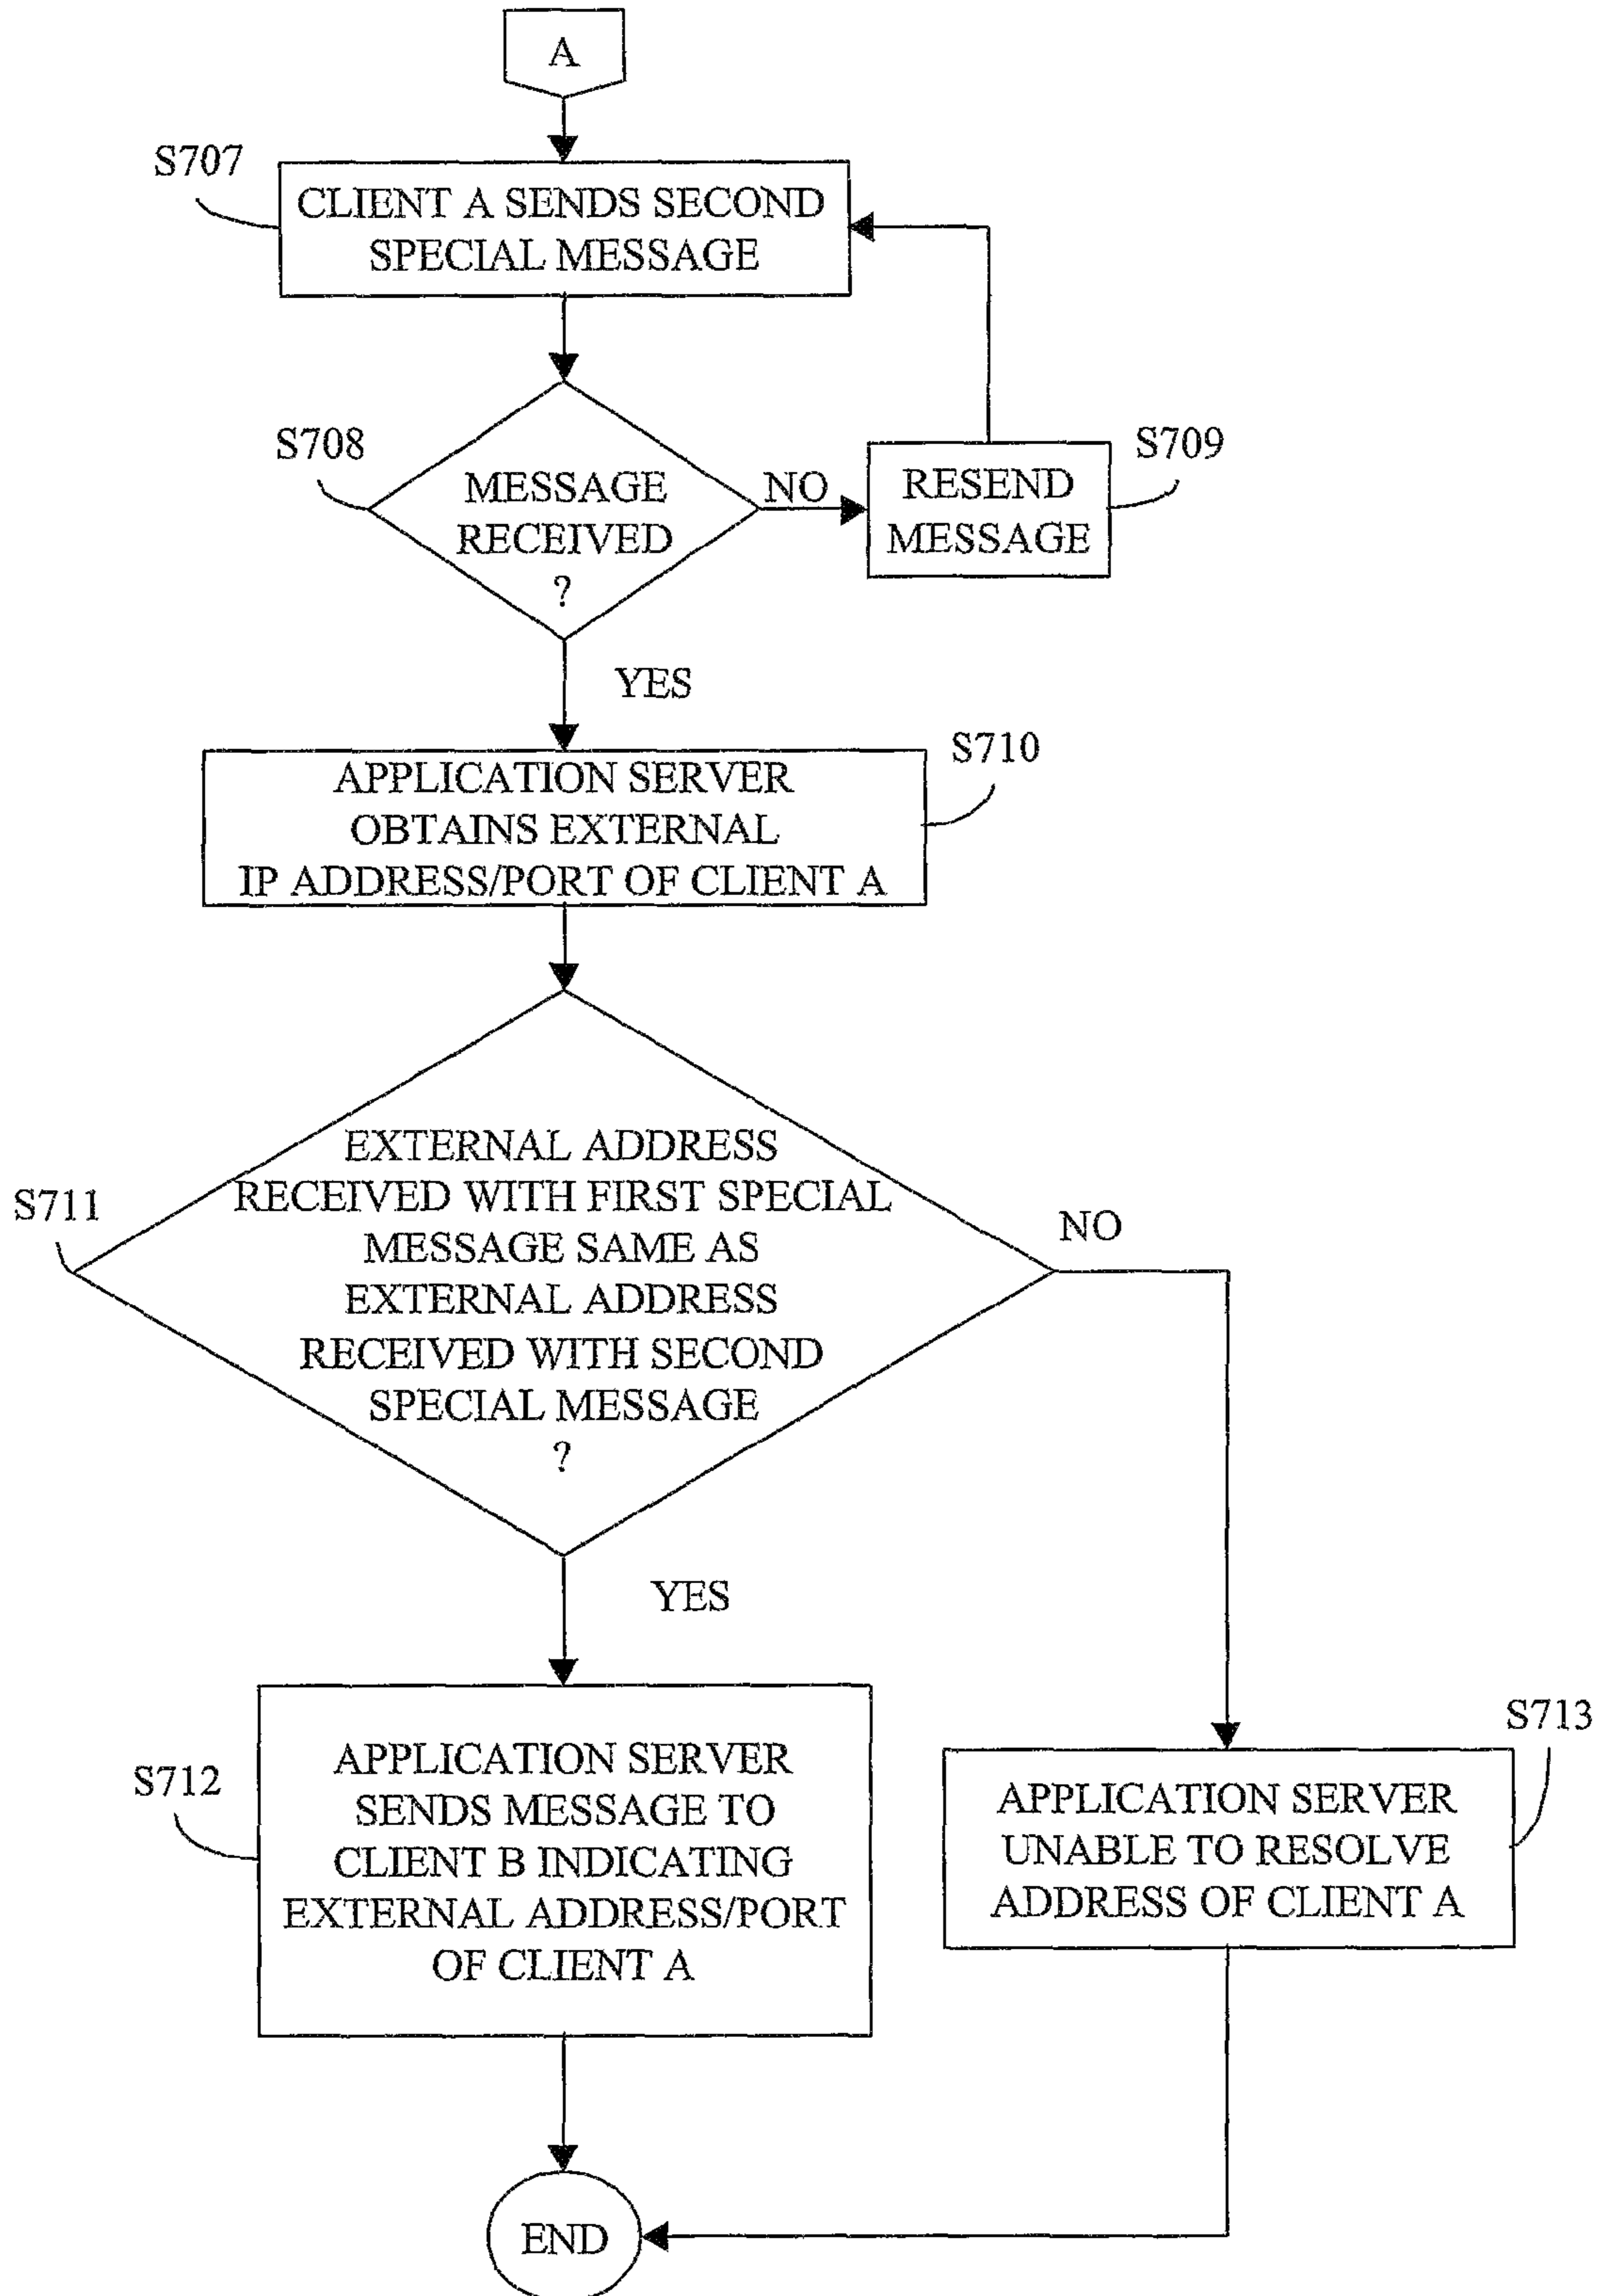 A
S707
CLIENT A SENDS SECOND
SPECIAL MESSAGE
S708
MESSAGE
RECEIVED
?
NO
S709
RESEND
MESSAGE
YES
S710
APPLICATION SERVER
OBTAINS EXTERNAL
IP ADDRESS/PORT OF CLIENT A
S711
EXTERNAL ADDRESS
RECEIVED WITH FIRST SPECIAL
MESSAGE SAME AS
EXTERNAL ADDRESS
RECEIVED WITH SECOND
SPECIAL MESSAGE
?
NO
YES
S712
APPLICATION SERVER
SENDS MESSAGE TO
CLIENT B INDICATING
EXTERNAL ADDRESS/PORT
OF CLIENT A
S713
APPLICATION SERVER
UNABLE TO RESOLVE
ADDRESS OF CLIENT A
END